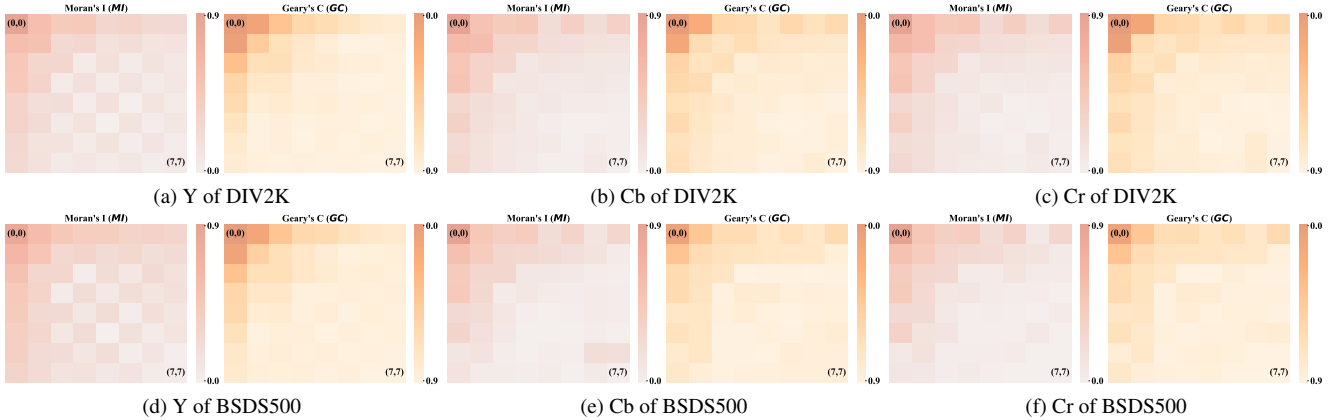 Moran's I (MI) Geary's C (GC) Moran's I (MI) Geary's C (GC) Moran's I (MI) Geary's C (GC)
(0,0) 0.9 (0,0) 0.0 (0,0) 0.9 (0,0) 0.0 (0,0) 0.9 (0,0) 0.0
(7,7) 0.0 (7,7) 0.9 (7,7) 0.0 (7,7) 0.9 (7,7) 0.0 (7,7) 0.9
(a) Y of DIV2K (b) Cb of DIV2K (c) Cr of DIV2K
Moran's I (MI) Geary's C (GC) Moran's I (MI) Geary's C (GC) Moran's I (MI) Geary's C (GC)
(0,0) 0.9 (0,0) 0.0 (0,0) 0.9 (0,0) 0.0 (0,0) 0.9 (0,0) 0.0
(7,7) 0.0 (7,7) 0.9 (7,7) 0.0 (7,7) 0.9 (7,7) 0.0 (7,7) 0.9
(d) Y of BSDS500 (e) Cb of BSDS500 (f) Cr of BSDS500